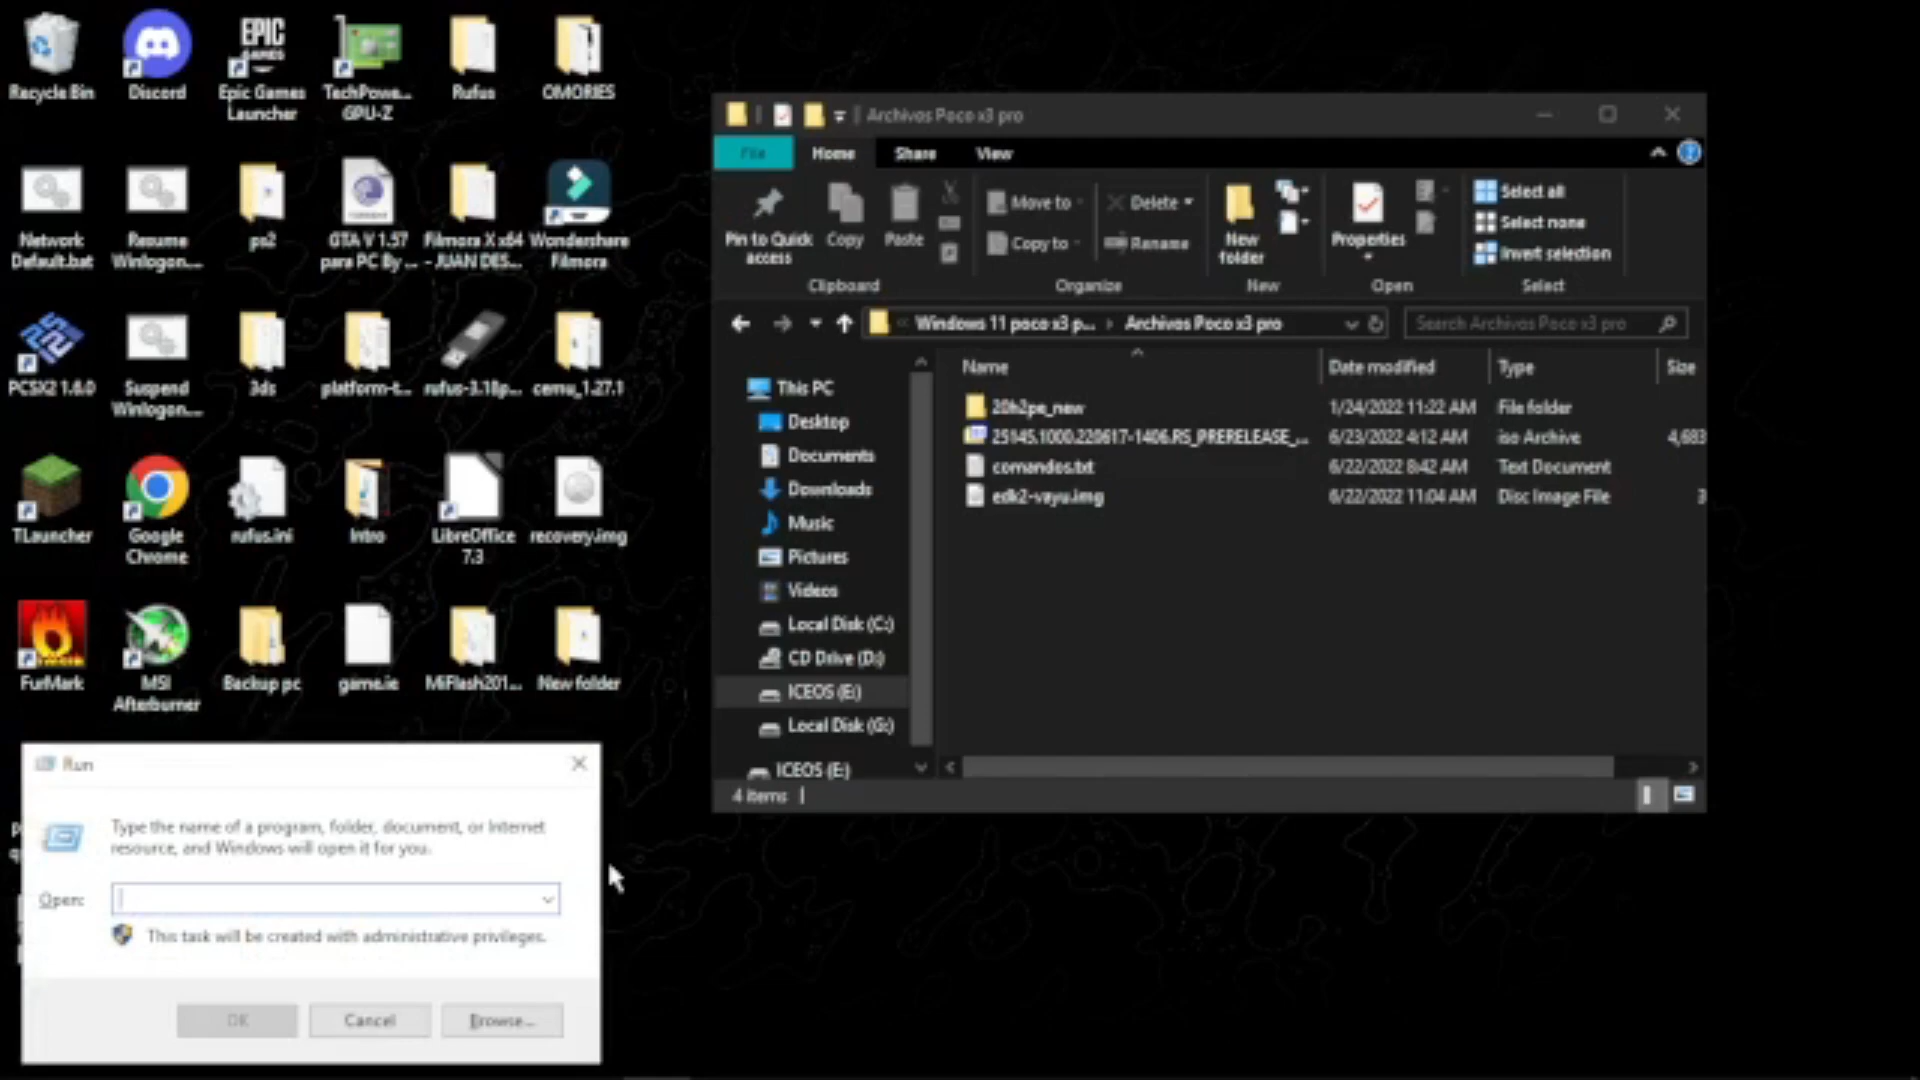 Recycle Bin
Discord
Epic Games
Launcher
TechPowe...
GPU-Z
Rufus
OMORIES
Network
Default.bat
Resume
Winlogon....
ps2
GTA V 1.57
para PC By ...
Filmora X x64
- JUAN DES...
Wondershare
Filmora
PCSX2 1.6.0
Suspend
Winlogon....
3ds
platform-t...
rufus-3.18p...
cemu_1.27.1
TLauncher
Google
Chrome
rufus.ini
Intro
LibreOffice
7.3
recovery.img
FurMark
MSI
Afterburner
Backup pc
game.ie
MiFlash201...
New folder
Archivos Poco x3 pro
File
Home
Share
View
Pin to Quick
access
Copy
Paste
Move to
Copy to
Delete
Rename
New
folder
Properties
Select all
Select none
Invert selection
Clipboard
Organize
New
Open
Select
« Windows 11 poco x3 p... › Archivos Poco x3 pro
Search Archivos Poco x3 pro
Name
Date modified
Type
Size
20h2pe_new 1/24/2022 11:22 AM File folder
25145.1000.220617-1406.RS_PRERELEASE_... 6/23/2022 4:12 AM iso Archive 4,683
comandos.txt 6/22/2022 8:42 AM Text Document
edk2-vayu.img 6/22/2022 11:04 AM Disc Image File 3
This PC
Desktop
Documents
Downloads
Music
Pictures
Videos
Local Disk (C:)
CD Drive (D:)
ICEOS (E:)
Local Disk (G:)
ICEOS (E:)
4 items
Run
Type the name of a program, folder, document, or Internet
resource, and Windows will open it for you.
Open:
This task will be created with administrative privileges.
OK
Cancel
Browse...